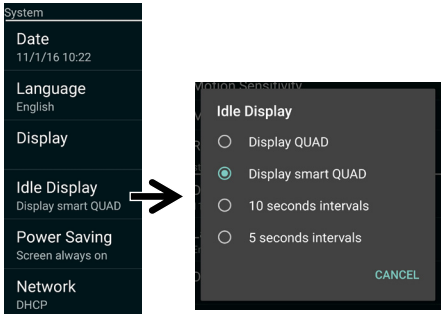 System
Date
11/1/16 10:22
Language
English
Display
Idle Display
Display smart QUAD
Power Saving
Screen always on
Network
DHCP
Motion Sensitivity
Idle Display
Display QUAD
Display smart QUAD
10 seconds intervals
5 seconds intervals
CANCEL